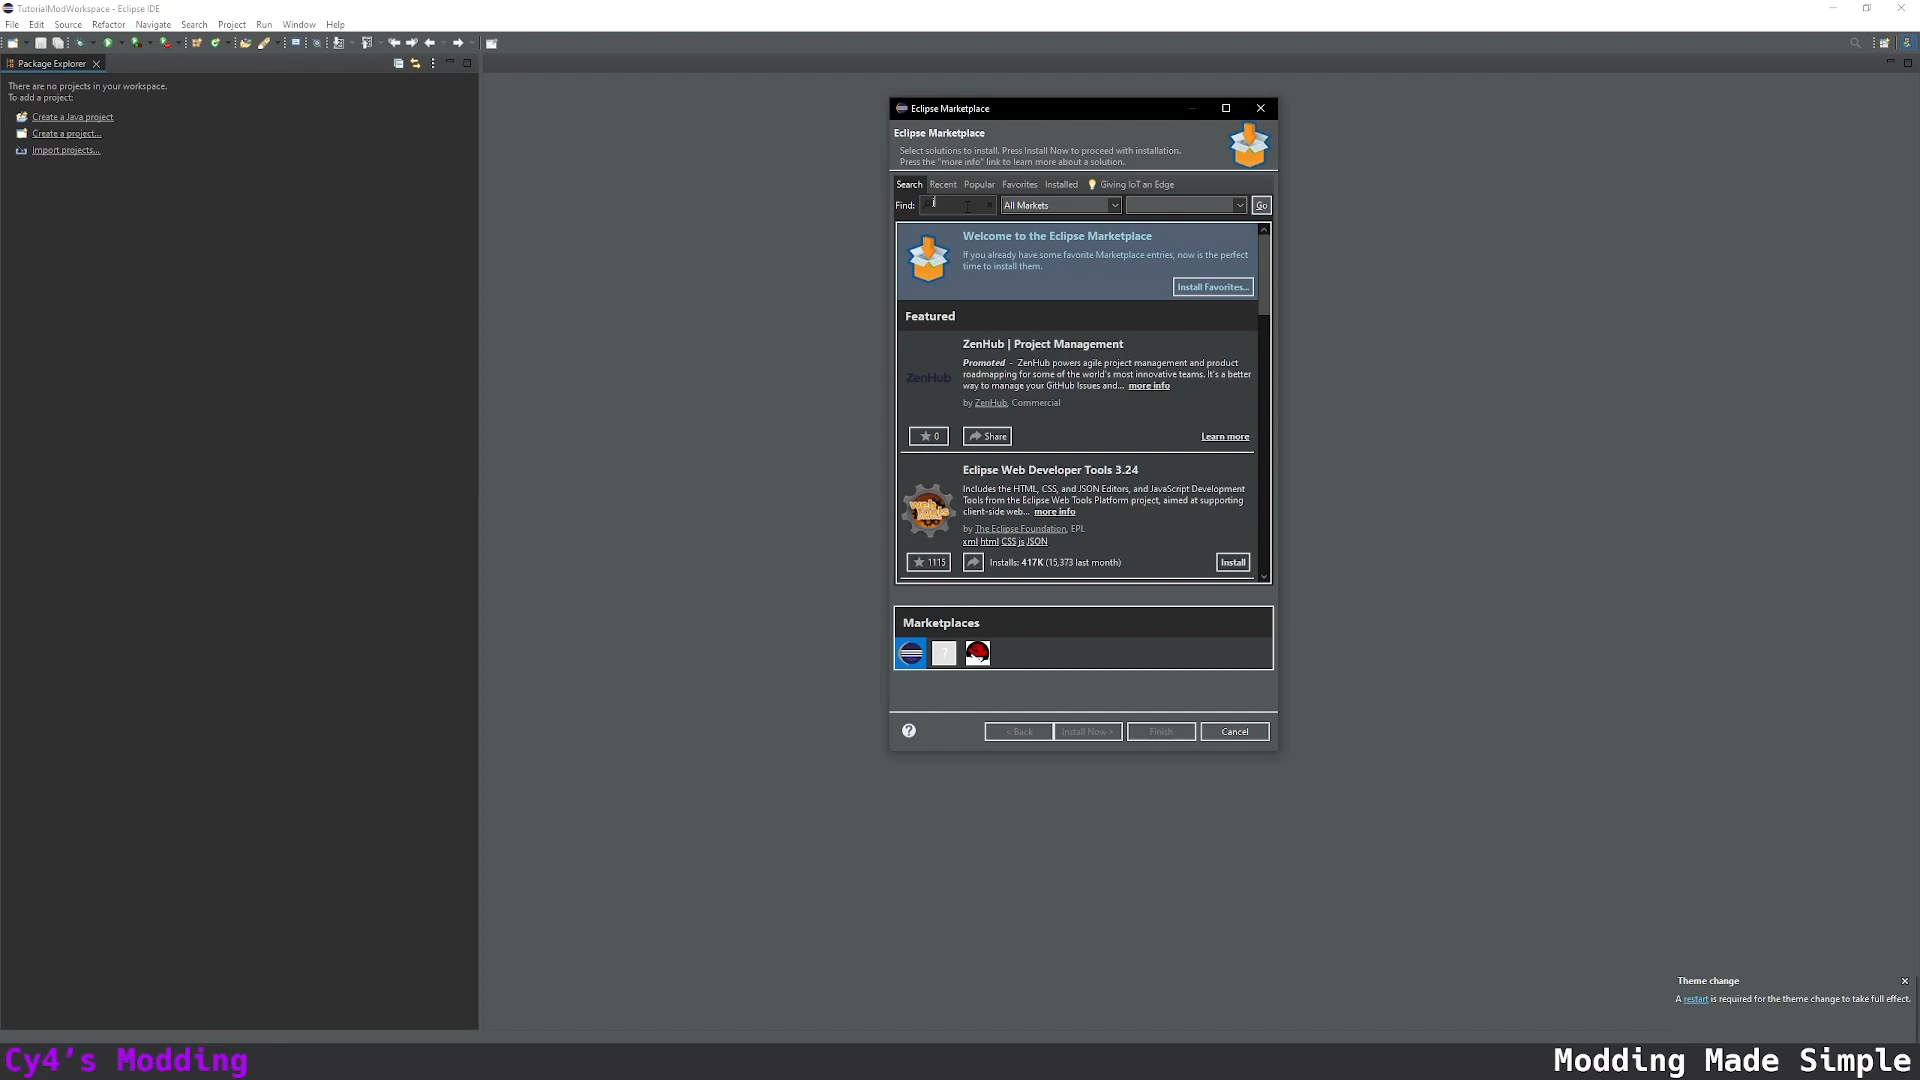 TutorialModWorkspace - Eclipse IDE
File Edit Source Refactor Navigate Search Project Run Window Help
Package Explorer
There are no projects in your workspace.
To add a project:
Create a Java project
Create a project...
Import projects...
Eclipse Marketplace
Eclipse Marketplace
Select solutions to install. Press Install Now to proceed with installation.
Press the "more info" link to learn more about a solution.
Search Recent Popular Favorites Installed Giving IoT an Edge
Find: All Markets Go
Welcome to the Eclipse Marketplace
If you already have some favorite Marketplace entries, now is the perfect
time to install them.
Install Favorites...
Featured
ZenHub | Project Management
ZenHub
Promoted - ZenHub powers agile project management and product
roadmapping for some of the world's most innovative teams. It's a better
way to manage your GitHub Issues and... more info
by ZenHub, Commercial
0 Share Learn more
Eclipse Web Developer Tools 3.24
web
tools
Includes the HTML, CSS, and JSON Editors, and JavaScript Development
Tools from the Eclipse Web Tools Platform project, aimed at supporting
client-side web... more info
by The Eclipse Foundation, EPL
xml html CSS js JSON
1115 Installs: 417K (15,373 last month) Install
Marketplaces
?
? < Back Install Now > Finish Cancel
Theme change
A restart is required for the theme change to take full effect.
Cy4's Modding
Modding Made Simple